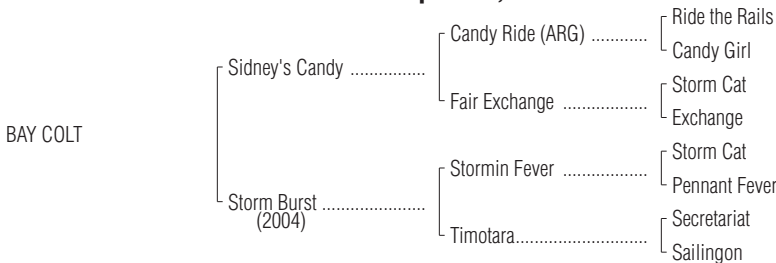 BAY COLT
Sidney's Candy ................
Storm Burst ......................
(2004)
Candy Ride (ARG) ............
Fair Exchange ..................
Stormin Fever ..................
Timotara............................
Ride the Rails
Candy Girl
Storm Cat
Exchange
Storm Cat
Pennant Fever
Secretariat
Sailingon